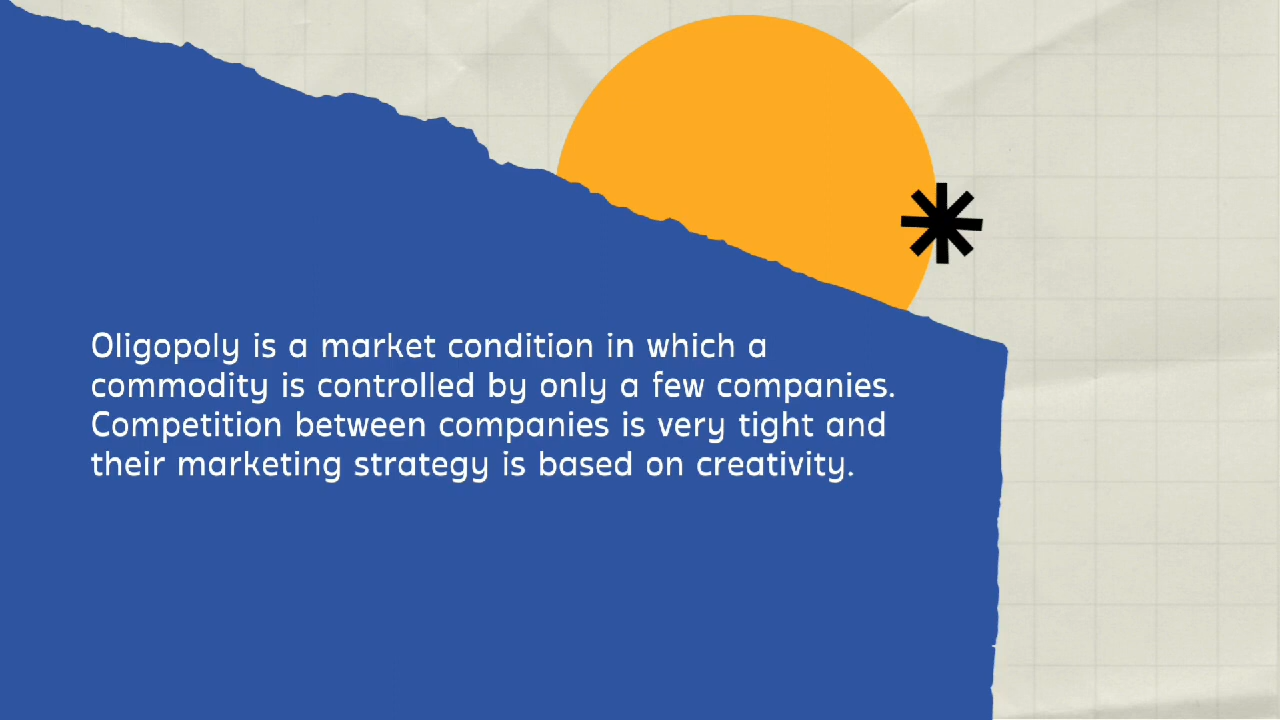 Oligopoly is a market condition in which a
commodity is controlled by only a few companies.
Competition between companies is very tight and
their marketing strategy is based on creativity.